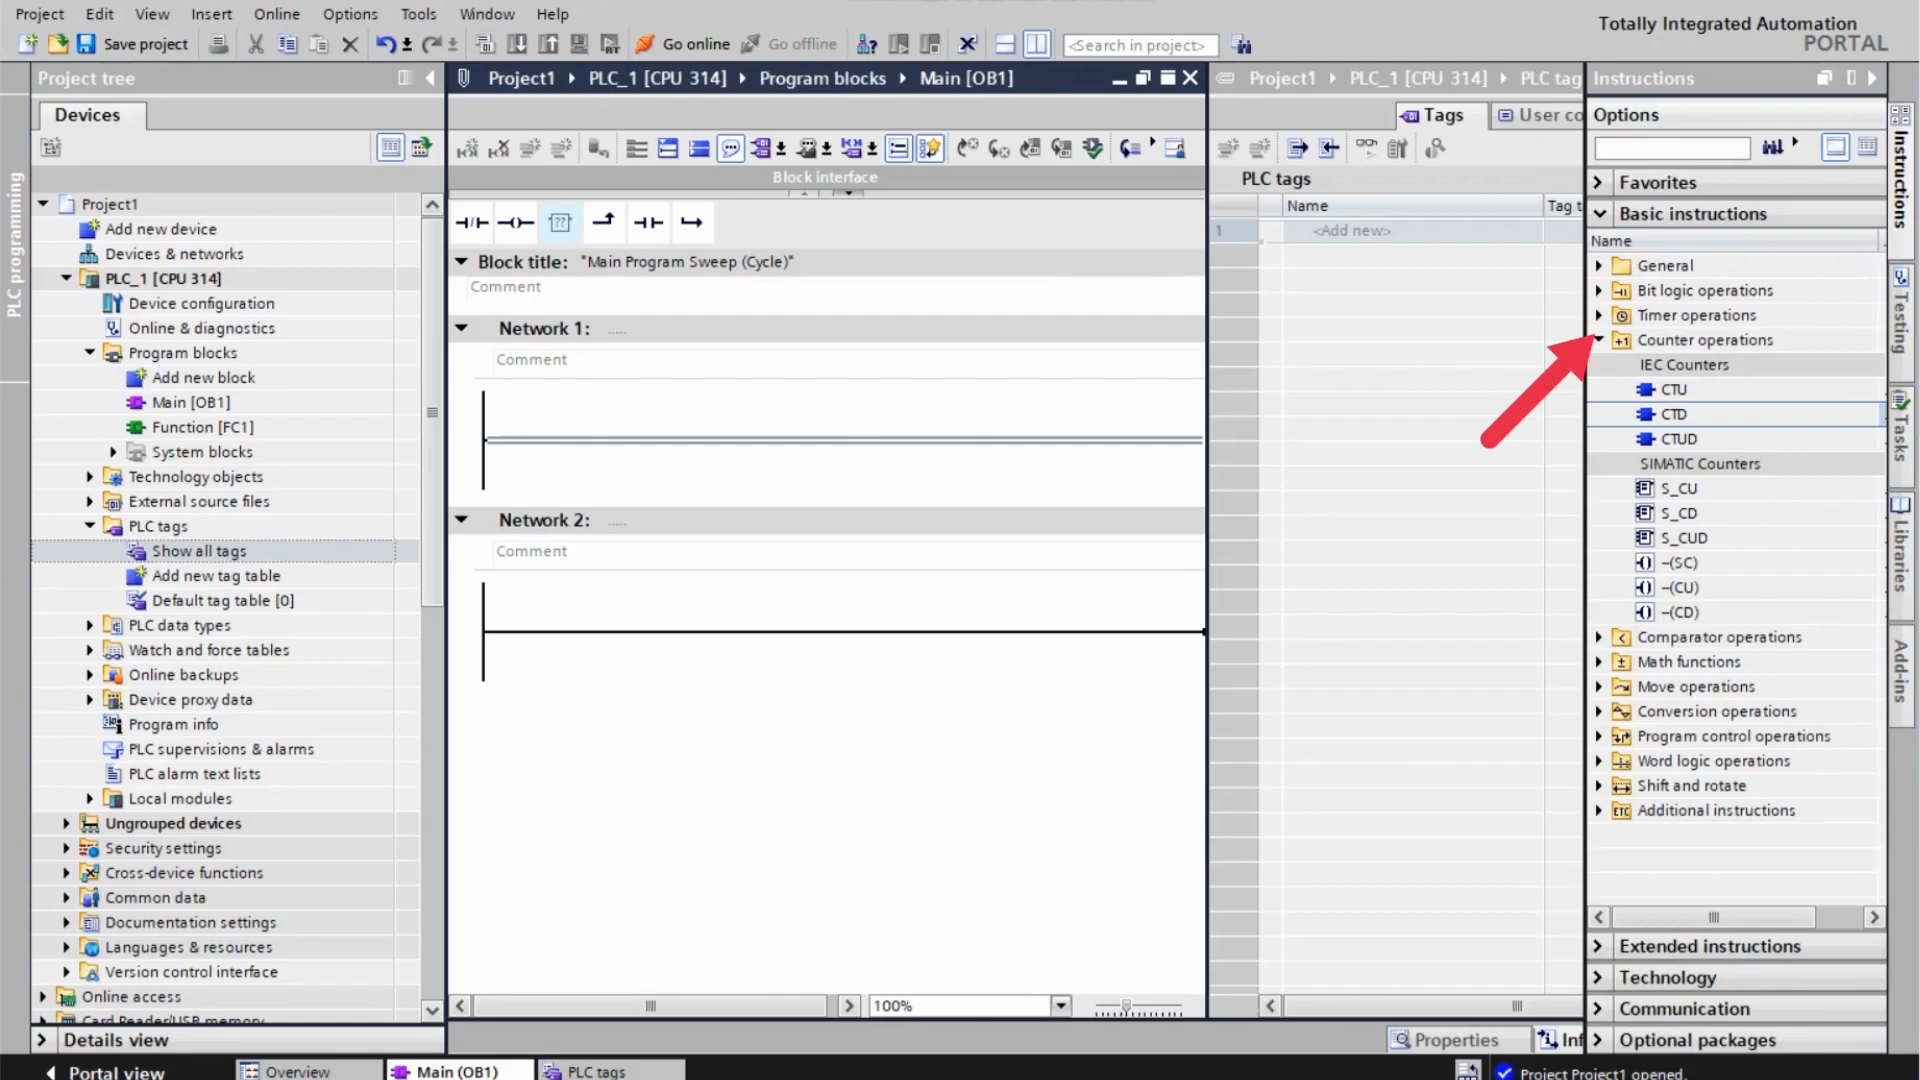 Project Edit View Insert Online Options Tools Window Help
Totally Integrated Automation
PORTAL
Save project
Go online
Go offline
<Search in project>
PLC programming
Project tree
Devices
Project1
Add new device
Devices & networks
PLC_1 [CPU 314]
Device configuration
Online & diagnostics
Program blocks
Add new block
Main [OB1]
Function [FC1]
System blocks
Technology objects
External source files
PLC tags
Show all tags
Add new tag table
Default tag table [0]
PLC data types
Watch and force tables
Online backups
Device proxy data
Program info
PLC supervisions & alarms
PLC alarm text lists
Local modules
Ungrouped devices
Security settings
Cross-device functions
Common data
Documentation settings
Languages & resources
Version control interface
Online access
Card Reader/USB memory
Details view
Project1 PLC_1 [CPU 314] Program blocks Main [OB1]
Block interface
??
Block title: "Main Program Sweep (Cycle)"
Comment
Network 1: .....
Comment
Network 2: .....
Comment
100%
Project1 PLC_1 [CPU 314] PLC tag
Tags
User co
PLC tags
Name
Tag t
1
<Add new>
Properties
Inf
Instructions
Options
Favorites
Basic instructions
Name
General
Bit logic operations
Timer operations
Counter operations
IEC Counters
CTU
CTD
CTUD
SIMATIC Counters
S_CU
S_CD
S_CUD
-(SC)
-(CU)
-(CD)
Comparator operations
Math functions
Move operations
Conversion operations
Program control operations
Word logic operations
Shift and rotate
Additional instructions
Extended instructions
Technology
Communication
Optional packages
Instructions
Testing
Tasks
Libraries
Add-ins
Portal view
Overview
Main (OB1)
PLC tags
Project Project1 opened.